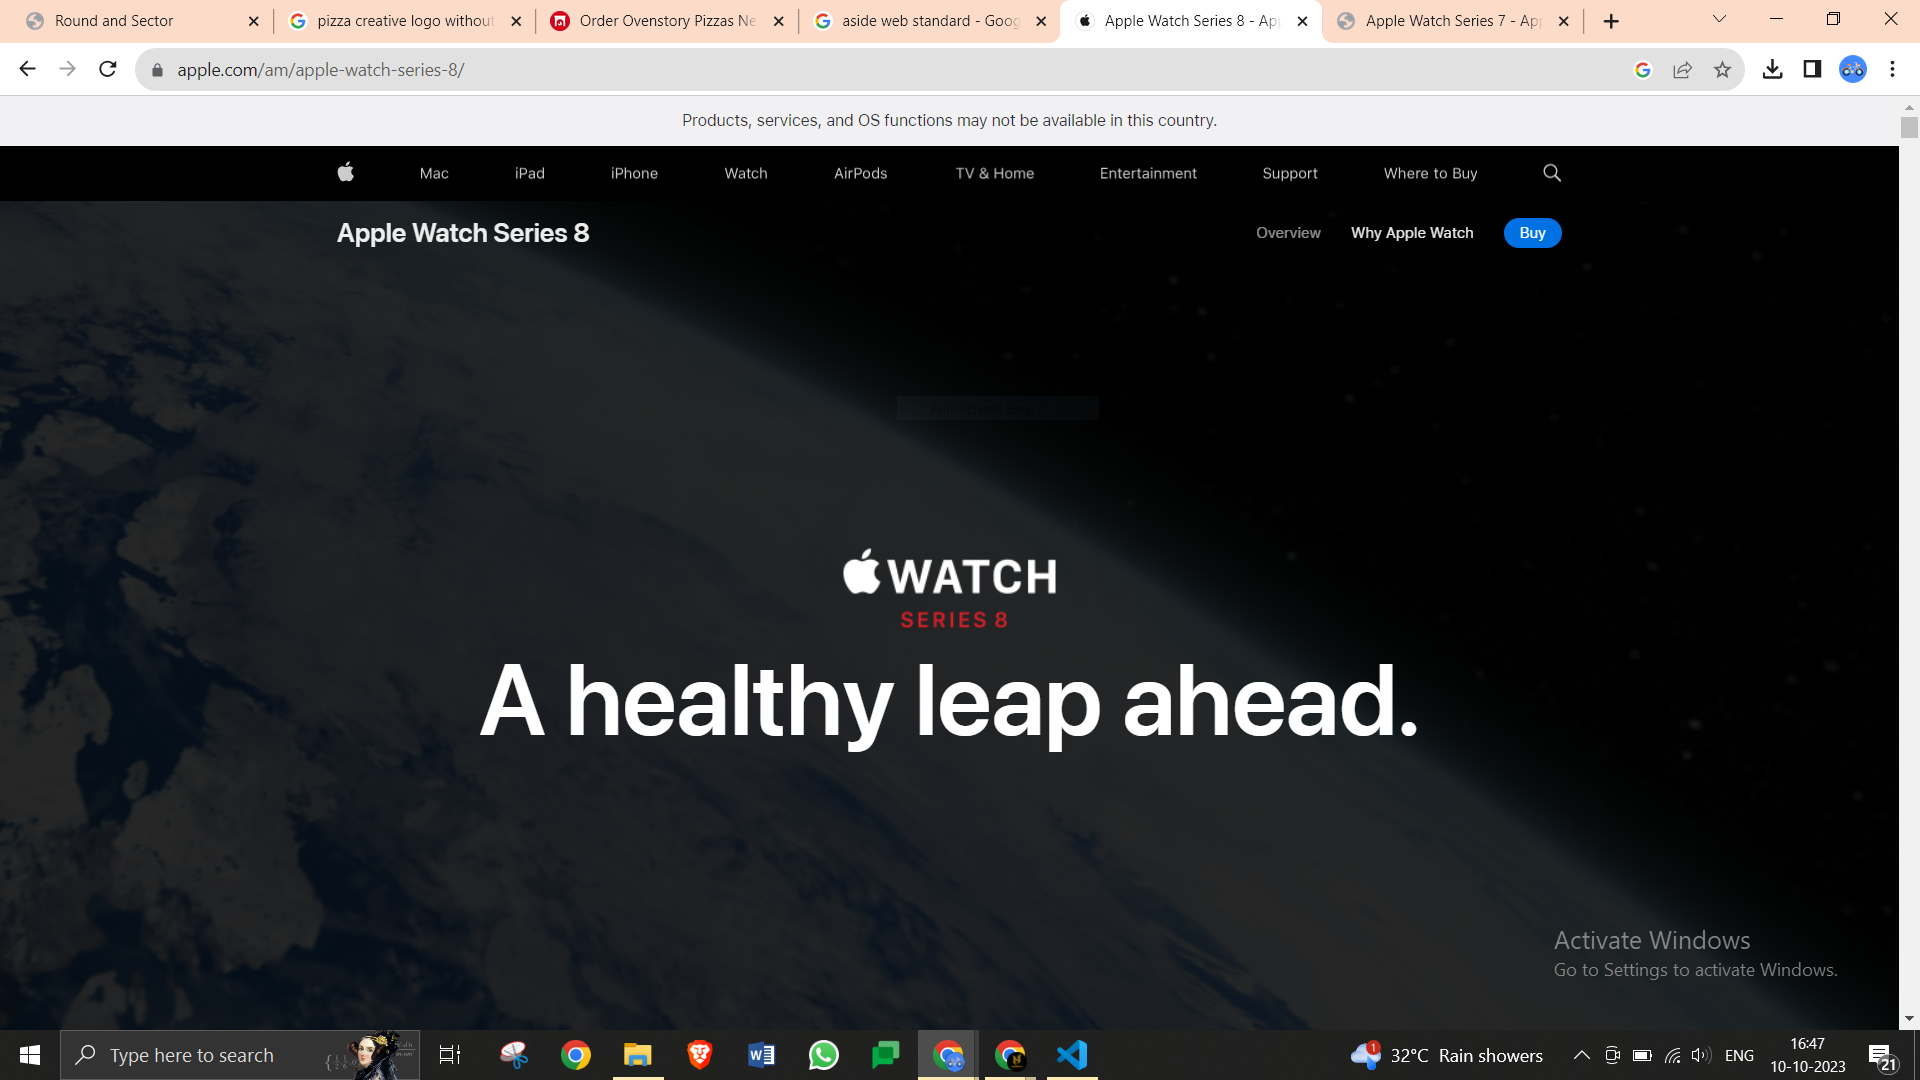 Round and Sector
pizza creative logo without
Order Ovenstory Pizzas Ne
aside web standard - Goog
Apple Watch Series 8 - Ap
Apple Watch Series 7 - Ap
apple.com/am/apple-watch-series-8/
Products, services, and OS functions may not be available in this country.
Mac iPad iPhone Watch AirPods TV & Home Entertainment Support Where to Buy
Apple Watch Series 8
Overview Why Apple Watch Buy
Full-screen Snip
WATCH
SERIES 8
A healthy leap ahead.
Activate Windows
Go to Settings to activate Windows.
Type here to search
1
32°C Rain showers
ENG
16:47
10-10-2023
21